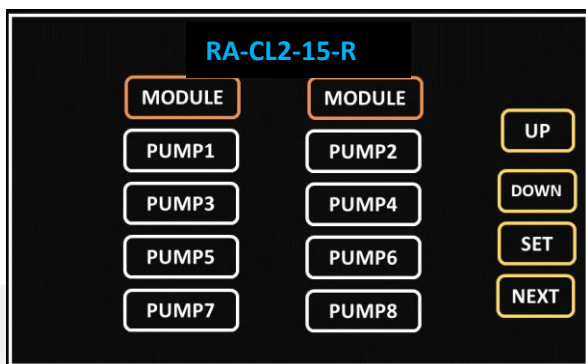 RA-CL2-15-R
MODULE MODULE
PUMP1 PUMP2
PUMP3 PUMP4
PUMP5 PUMP6
PUMP7 PUMP8
UP
DOWN
SET
NEXT